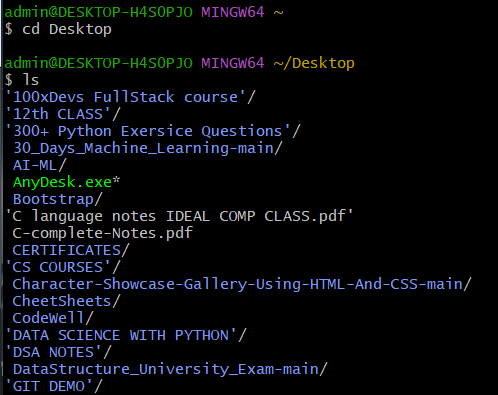 admin@DESKTOP-H4S0PJO MINGW64 ~
$ cd Desktop
admin@DESKTOP-H4S0PJO MINGW64 ~/Desktop
$ ls
'100xDevs FullStack course'/
'12th CLASS'/
'300+ Python Exersice Questions'/
30_Days_Machine_Learning-main/
AI-ML/
AnyDesk.exe*
Bootstrap/
'C language notes IDEAL COMP CLASS.pdf'
C-complete-Notes.pdf
CERTIFICATES/
'CS COURSES'/
Character-Showcase-Gallery-Using-HTML-And-CSS-main/
CheetSheets/
CodeWell/
'DATA SCIENCE WITH PYTHON'/
'DSA NOTES'/
DataStructure_University_Exam-main/
'GIT DEMO'/